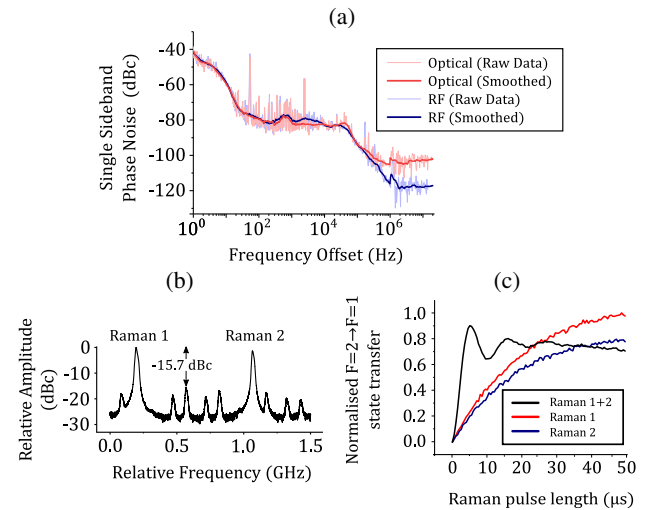 (a)
Single Sideband
Phase Noise (dBc)
-40
-60
-80
-100
-120
10^0 10^2 10^4 10^6
Frequency Offset (Hz)
Optical (Raw Data)
Optical (Smoothed)
RF (Raw Data)
RF (Smoothed)
(b)
Relative Amplitude
(dBc)
0
-10
-20
-30
Raman 1
Raman 2
-15.7 dBc
0.0 0.5 1.0 1.5
Relative Frequency (GHz)
(c)
Normalised F=2→F=1
state transfer
1.0
0.8
0.6
0.4
0.2
0.0
Raman 1+2
Raman 1
Raman 2
0 10 20 30 40 50
Raman pulse length (μs)